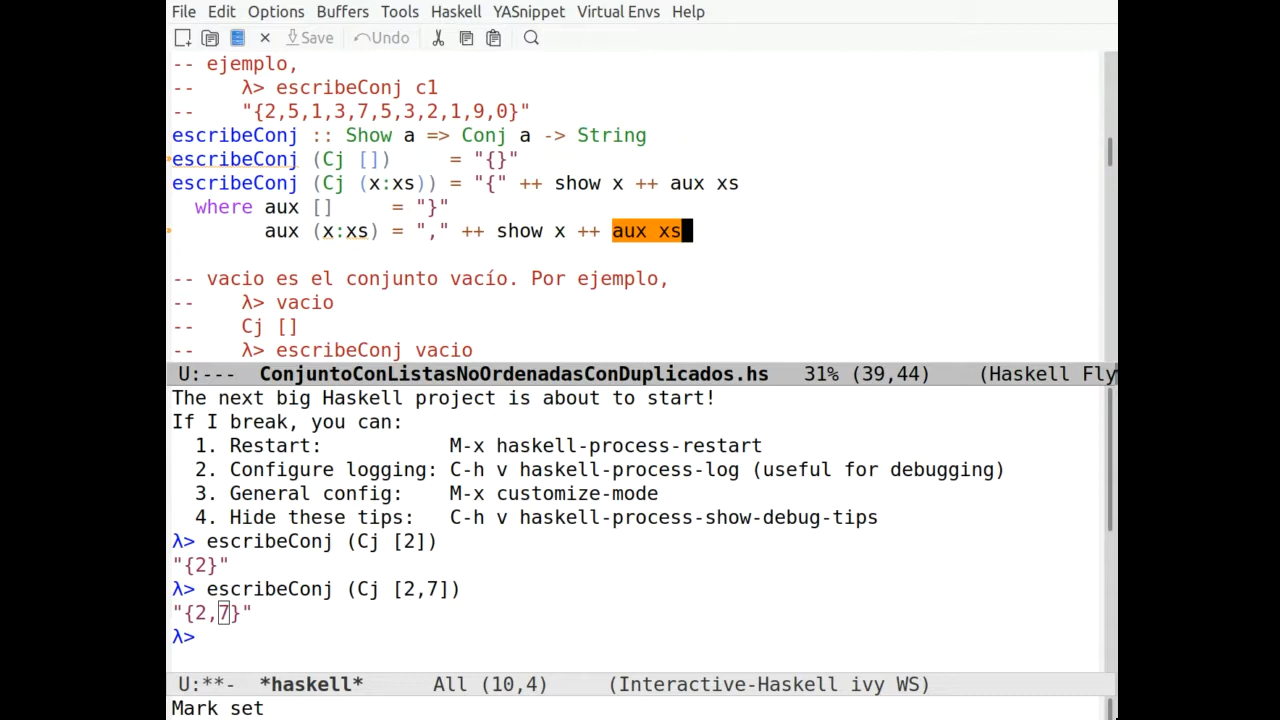 File Edit Options Buffers Tools Haskell YASnippet Virtual Envs Help
Save Undo
-- ejemplo,
--    λ> escribeConj c1
--    "{2,5,1,3,7,5,3,2,1,9,0}"
escribeConj :: Show a => Conj a -> String
escribeConj (Cj [])     = "{}"
escribeConj (Cj (x:xs)) = "{" ++ show x ++ aux xs
  where aux []     = "}"
        aux (x:xs) = "," ++ show x ++ aux xs
-- vacio es el conjunto vacío. Por ejemplo,
--    λ> vacio
--    Cj []
--    λ> escribeConj vacio
U:--- ConjuntoConListasNoOrdenadasConDuplicados.hs 31% (39,44) (Haskell Fly
The next big Haskell project is about to start!
If I break, you can:
  1. Restart:           M-x haskell-process-restart
  2. Configure logging: C-h v haskell-process-log (useful for debugging)
  3. General config:    M-x customize-mode
  4. Hide these tips:   C-h v haskell-process-show-debug-tips
λ> escribeConj (Cj [2])
"{2}"
λ> escribeConj (Cj [2,7])
"{2,7}"
λ>
U:**- *haskell* All (10,4) (Interactive-Haskell ivy WS)
Mark set